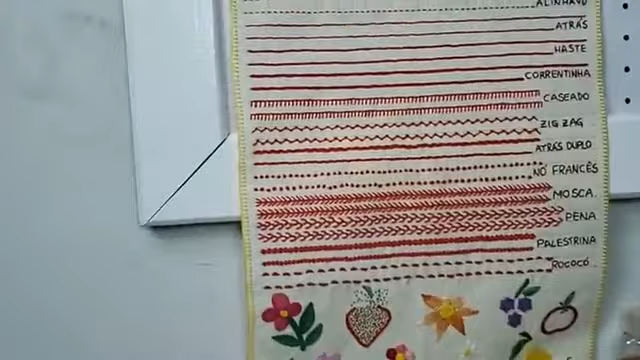 ALINHAVO
ATRÁS
HASTE
CORRENTINHA
CASEADO
ZIG ZAG
ATRÁS DUPLO
NÓ FRANCÊS
MOSCA
PENA
PALESTRINA
ROCOCÓ